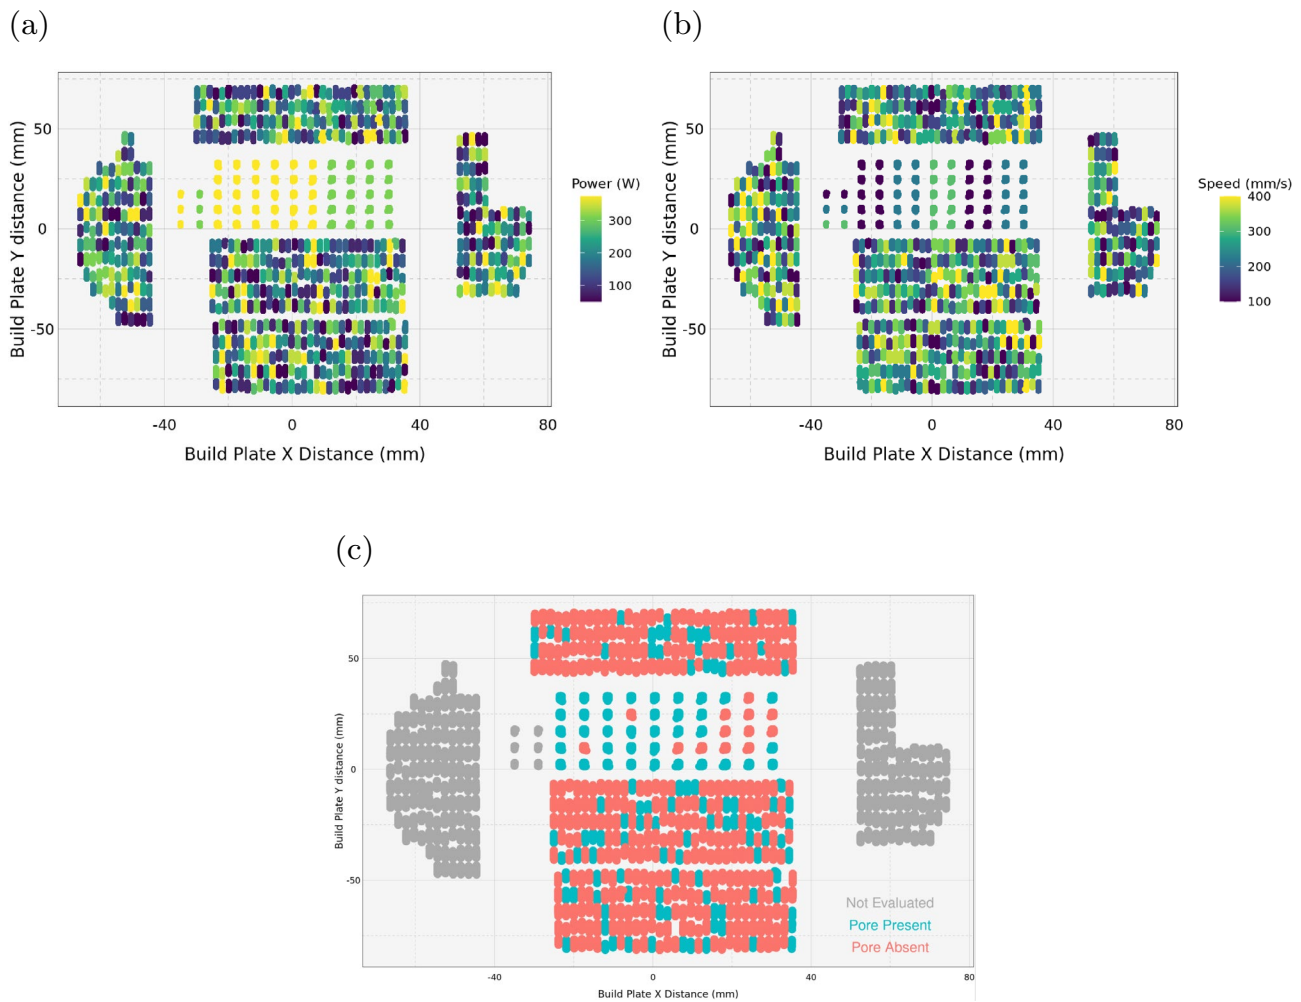 (a)
(b)
Build Plate Y distance (mm)
50
0
-50
-40
0
40
80
Build Plate X Distance (mm)
Power (W)
300
200
100
Build Plate Y distance (mm)
50
0
-50
-40
0
40
80
Build Plate X Distance (mm)
Speed (mm/s)
400
300
200
100
(c)
Build Plate Y distance (mm)
50
0
-50
-40
0
40
80
Build Plate X Distance (mm)
Not Evaluated
Pore Present
Pore Absent